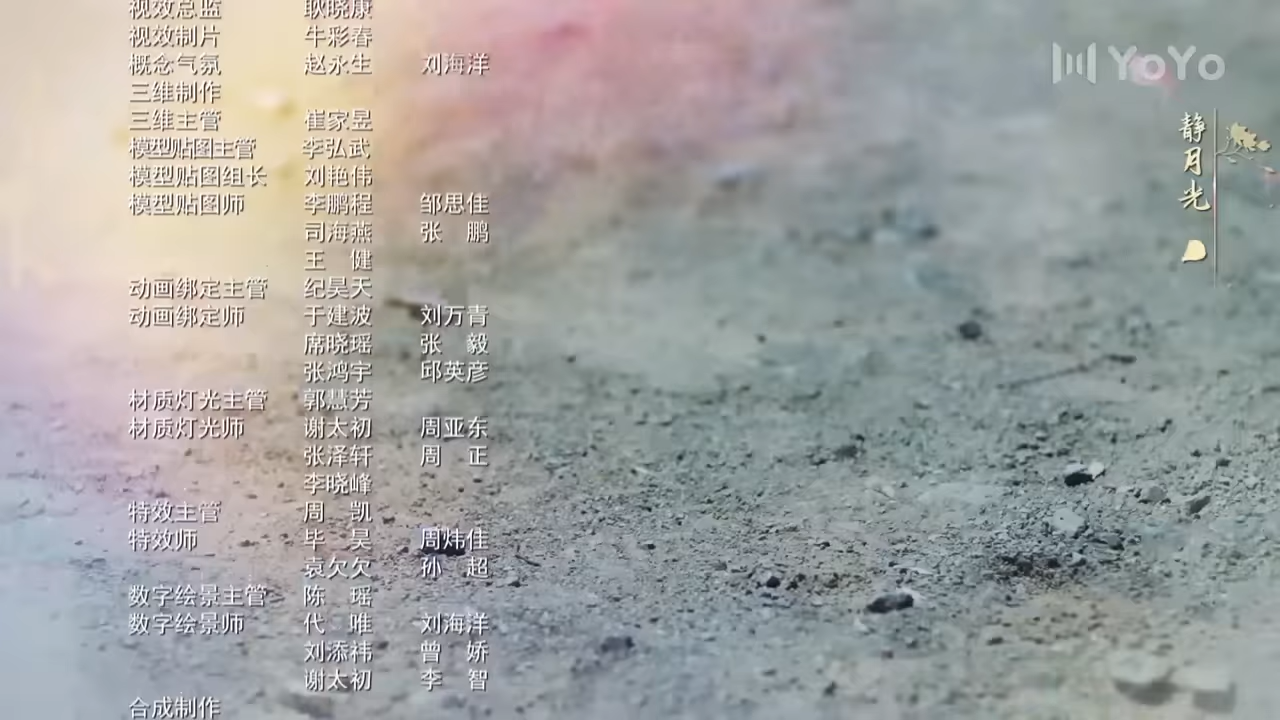 视效总监 耿晓康
视效制片 牛彩春
概念气氛 赵永生 刘海洋
三维制作
三维主管 崔家昱
模型贴图主管 李弘武
模型贴图组长 刘艳伟
模型贴图师 李鹏程 邹思佳
司海燕 张 鹏
王 健
动画绑定主管 纪昊天
动画绑定师 于建波 刘万青
席晓瑶 张 毅
张鸿宇 邱英彦
材质灯光主管 郭慧芳
材质灯光师 谢太初 周亚东
张泽轩 周 正
李晓峰
特效主管 周 凯
特效师 毕 昊 周炜佳
袁欠欠 孙 超
数字绘景主管 陈 瑶
数字绘景师 代 唯 刘海洋
刘添祎 曾 娇
谢太初 李 智
合成制作
YoYo
静月光